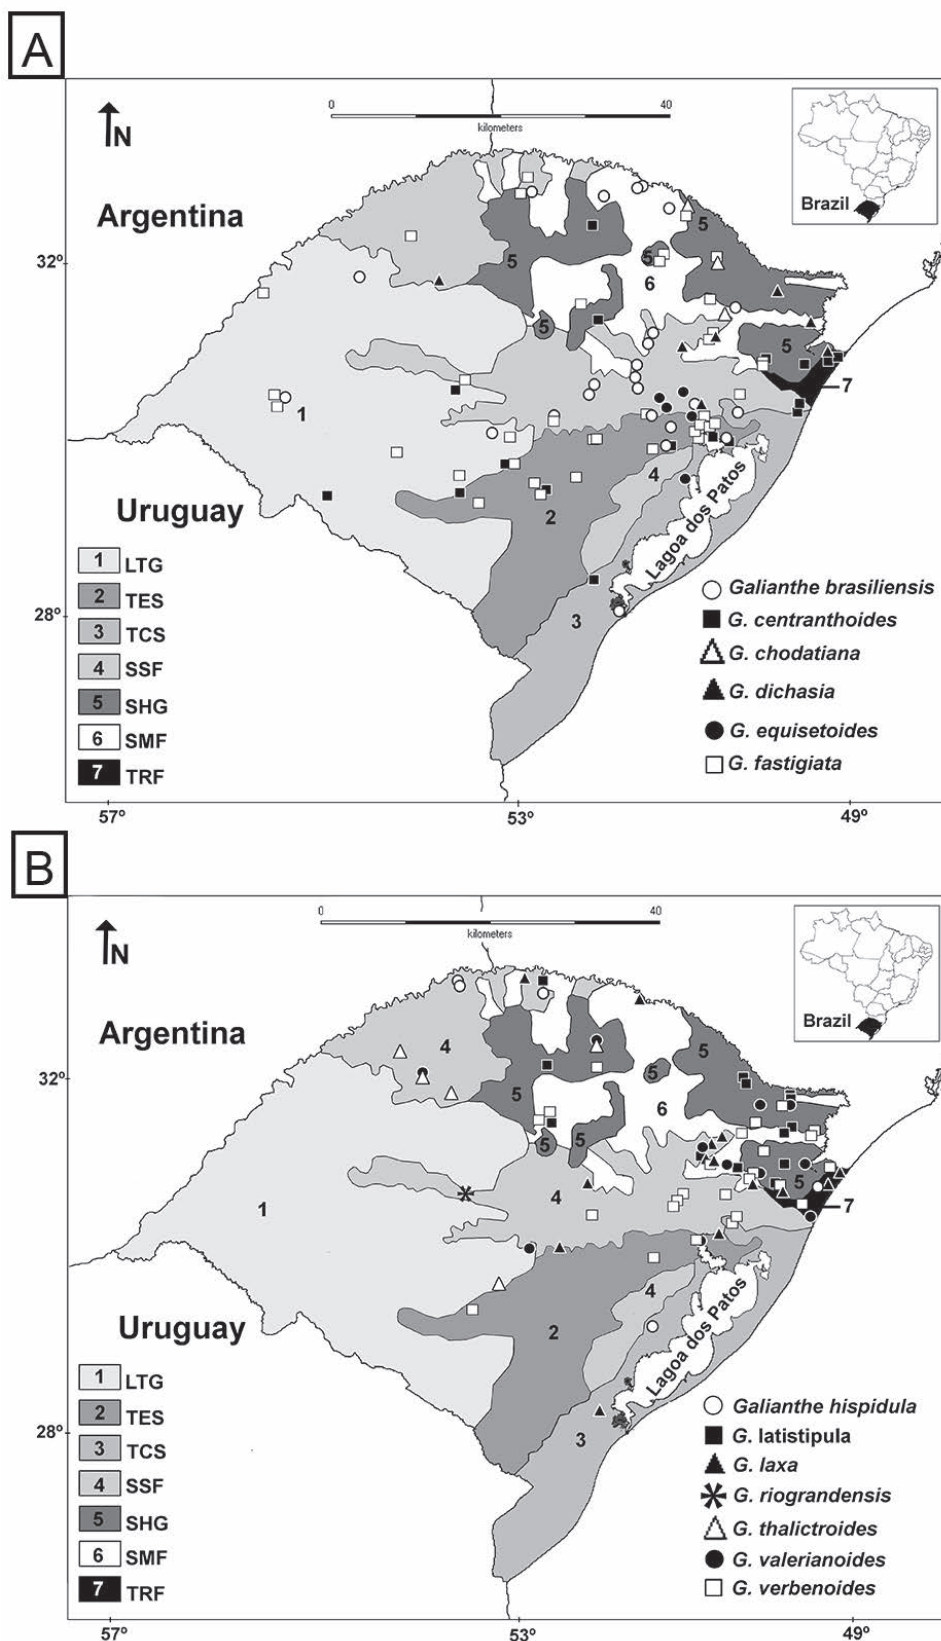 A
0 40
kilometers
N
Argentina
Brazil
5
32º
5
5
6
5
5
7
1
4
Lagoa dos Patos
Uruguay
2
1 LTG
2 TES
3 TCS
4 SSF
5 SHG
6 SMF
7 TRF
Galianthe brasiliensis
G. centranthoides
G. chodatiana
G. dichasia
G. equisetoides
G. fastigiata
28º
3
57º 53º 49º
B
0 40
kilometers
N
Argentina
Brazil
4
5
32º
5
5
6
5
5
5
7
1
4
4
Lagoa dos Patos
Uruguay
2
1 LTG
2 TES
3 TCS
4 SSF
5 SHG
6 SMF
7 TRF
Galianthe hispidula
G. latistipula
G. laxa
G. riograndensis
G. thalictroides
G. valerianoides
G. verbenoides
28º
3
57º 53º 49º